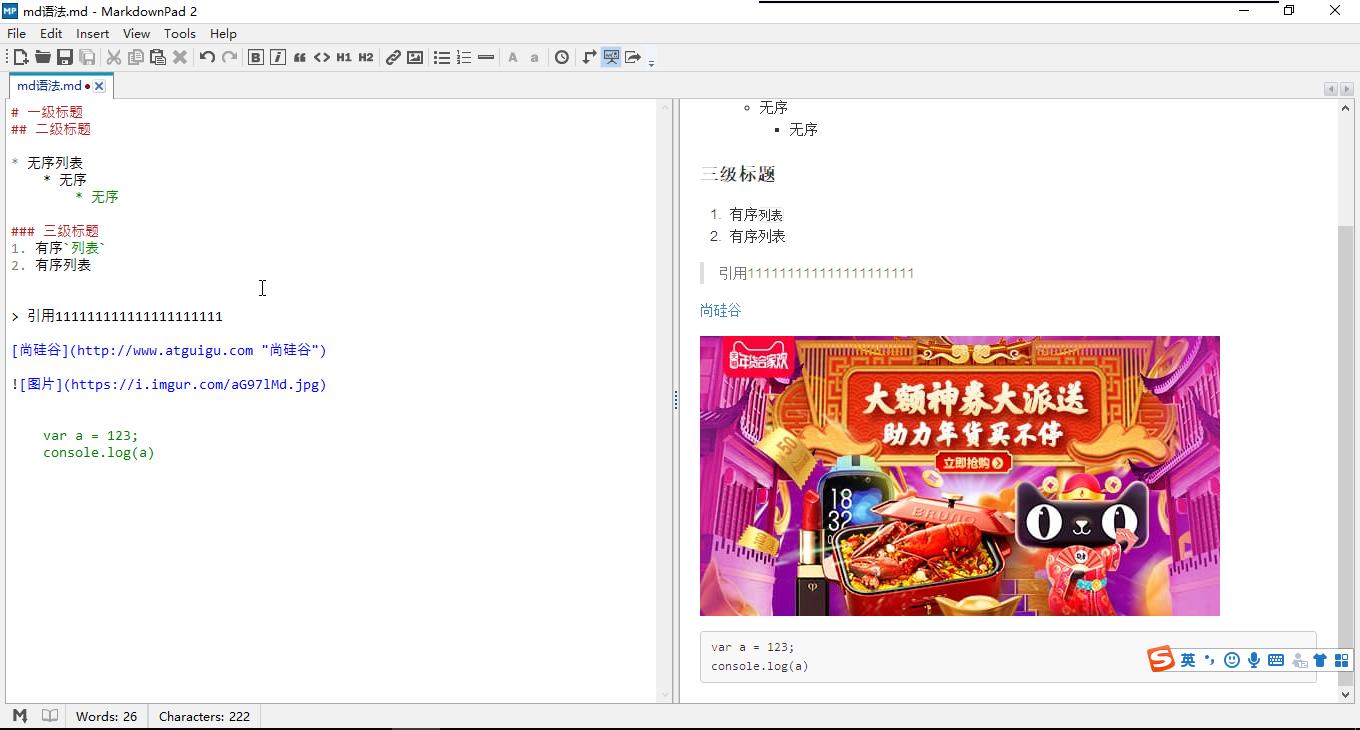 MP md语法.md - MarkdownPad 2
File Edit Insert View Tools Help
B i H1 H2 A a
md语法.md
# 一级标题
## 二级标题
* 无序列表
* 无序
* 无序
### 三级标题
1. 有序`列表`
2. 有序列表
> 引用111111111111111111111
[尚硅谷](http://www.atguigu.com "尚硅谷")
![图片](https://i.imgur.com/aG97lMd.jpg)
var a = 123;
console.log(a)
无序
无序
三级标题
1. 有序列表
2. 有序列表
引用111111111111111111111
尚硅谷
年货合家欢
大额神券大派送
助力年货买不停
立即抢购
18
32
BRUNO
var a = 123;
console.log(a)
S 英
Words: 26 Characters: 222